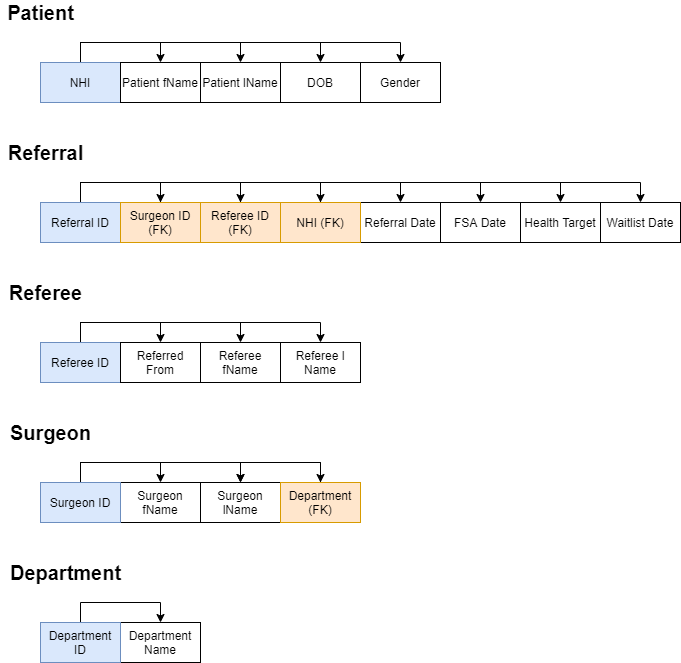 Patient
NHI Patient fName Patient lName DOB Gender
Referral
Referral ID Surgeon ID (FK) Referee ID (FK) NHI (FK) Referral Date FSA Date Health Target Waitlist Date
Referee
Referee ID Referred From Referee fName Referee l Name
Surgeon
Surgeon ID Surgeon fName Surgeon lName Department (FK)
Department
Department ID Department Name